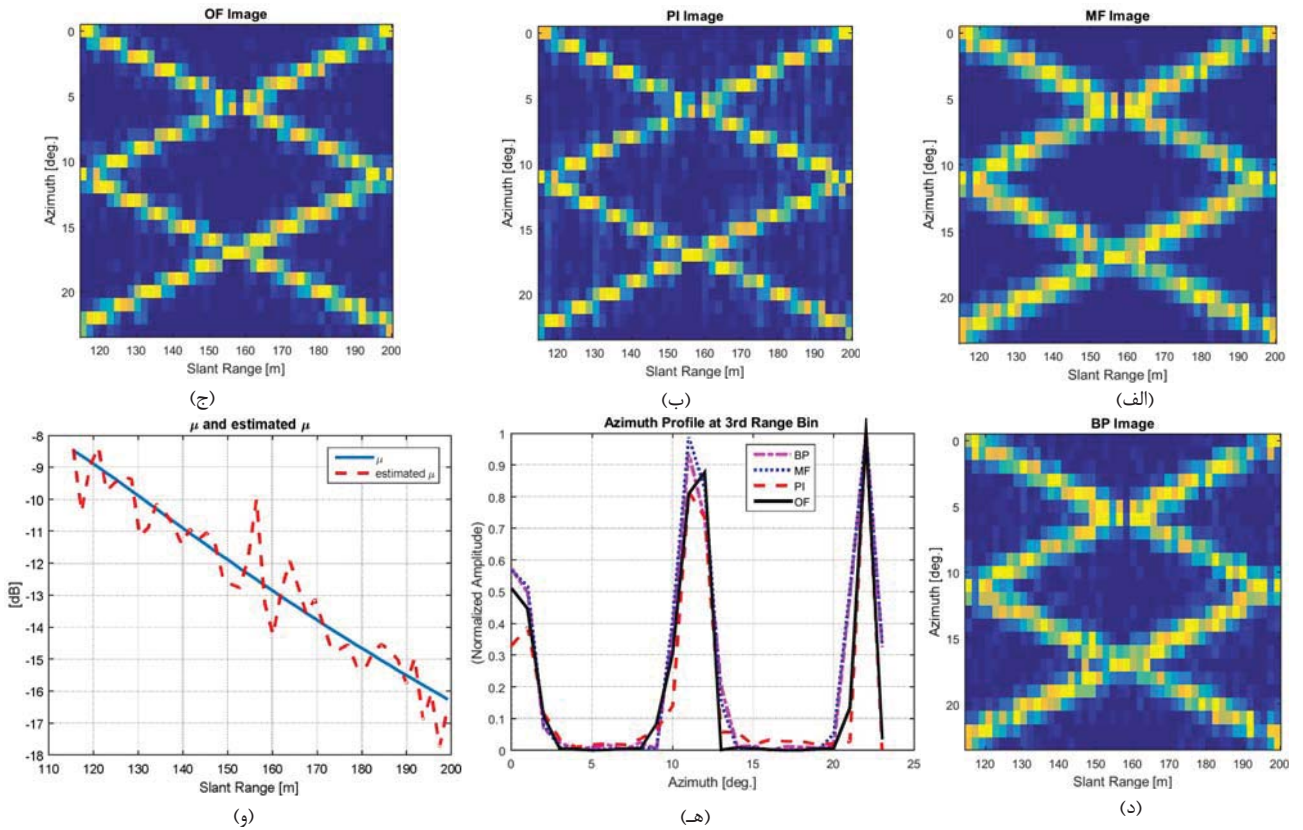 OF Image
Azimuth [deg.]
0
5
10
15
20
120 130 140 150 160 170 180 190 200
Slant Range [m]
(ج)
PI Image
Azimuth [deg.]
0
5
10
15
20
120 130 140 150 160 170 180 190 200
Slant Range [m]
(ب)
MF Image
Azimuth [deg.]
0
5
10
15
20
120 130 140 150 160 170 180 190 200
Slant Range [m]
(الف)
μ and estimated μ
μ
estimated μ
[dB]
-8
-9
-10
-11
-12
-13
-14
-15
-16
-17
-18
110 120 130 140 150 160 170 180 190 200
Slant Range [m]
(و)
Azimuth Profile at 3rd Range Bin
BP
MF
PI
OF
(Normalized Amplitude)
1
0.9
0.8
0.7
0.6
0.5
0.4
0.3
0.2
0.1
0
0 5 10 15 20 25
Azimuth [deg.]
(هـ)
BP Image
Azimuth [deg.]
0
5
10
15
20
120 130 140 150 160 170 180 190 200
Slant Range [m]
(د)